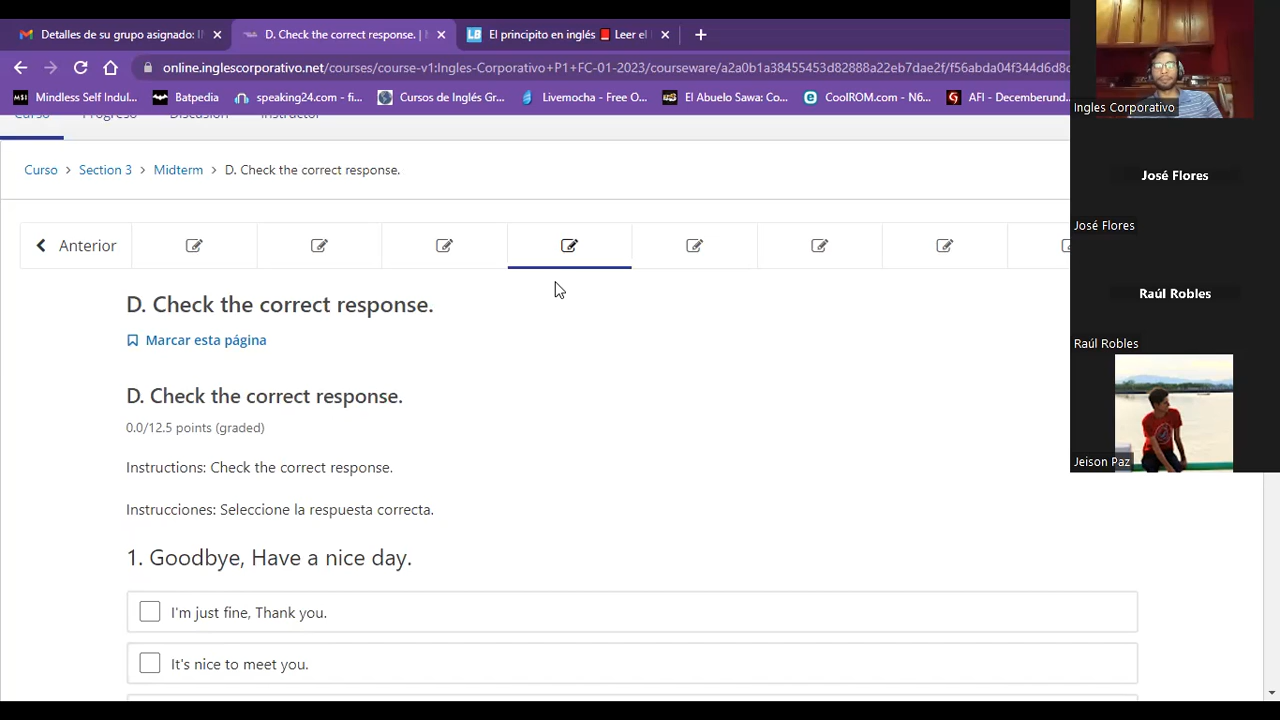 Detalles de su grupo asignado: I
D. Check the correct response. |
El principito en inglés 📕 Leer el
online.inglescorporativo.net/courses/course-v1:Ingles-Corporativo+P1+FC-01-2023/courseware/a2a0b1a38455453d82888a22eb7dae2f/f56abda04f344d6d8c
Mindless Self Indul...
Batpedia
speaking24.com - fi...
Cursos de Inglés Gr...
Livemocha - Free O...
El Abuelo Sawa: Co...
CoolROM.com - N6...
AFI - Decemberund...
Curso
Progreso
Discusión
Instructor
Curso > Section 3 > Midterm > D. Check the correct response.
Anterior
D. Check the correct response.
Marcar esta página
D. Check the correct response.
0.0/12.5 points (graded)
Instructions: Check the correct response.
Instrucciones: Seleccione la respuesta correcta.
1. Goodbye, Have a nice day.
I'm just fine, Thank you.
It's nice to meet you.
Ingles Corporativo
José Flores
José Flores
Raúl Robles
Raúl Robles
Jeison Paz